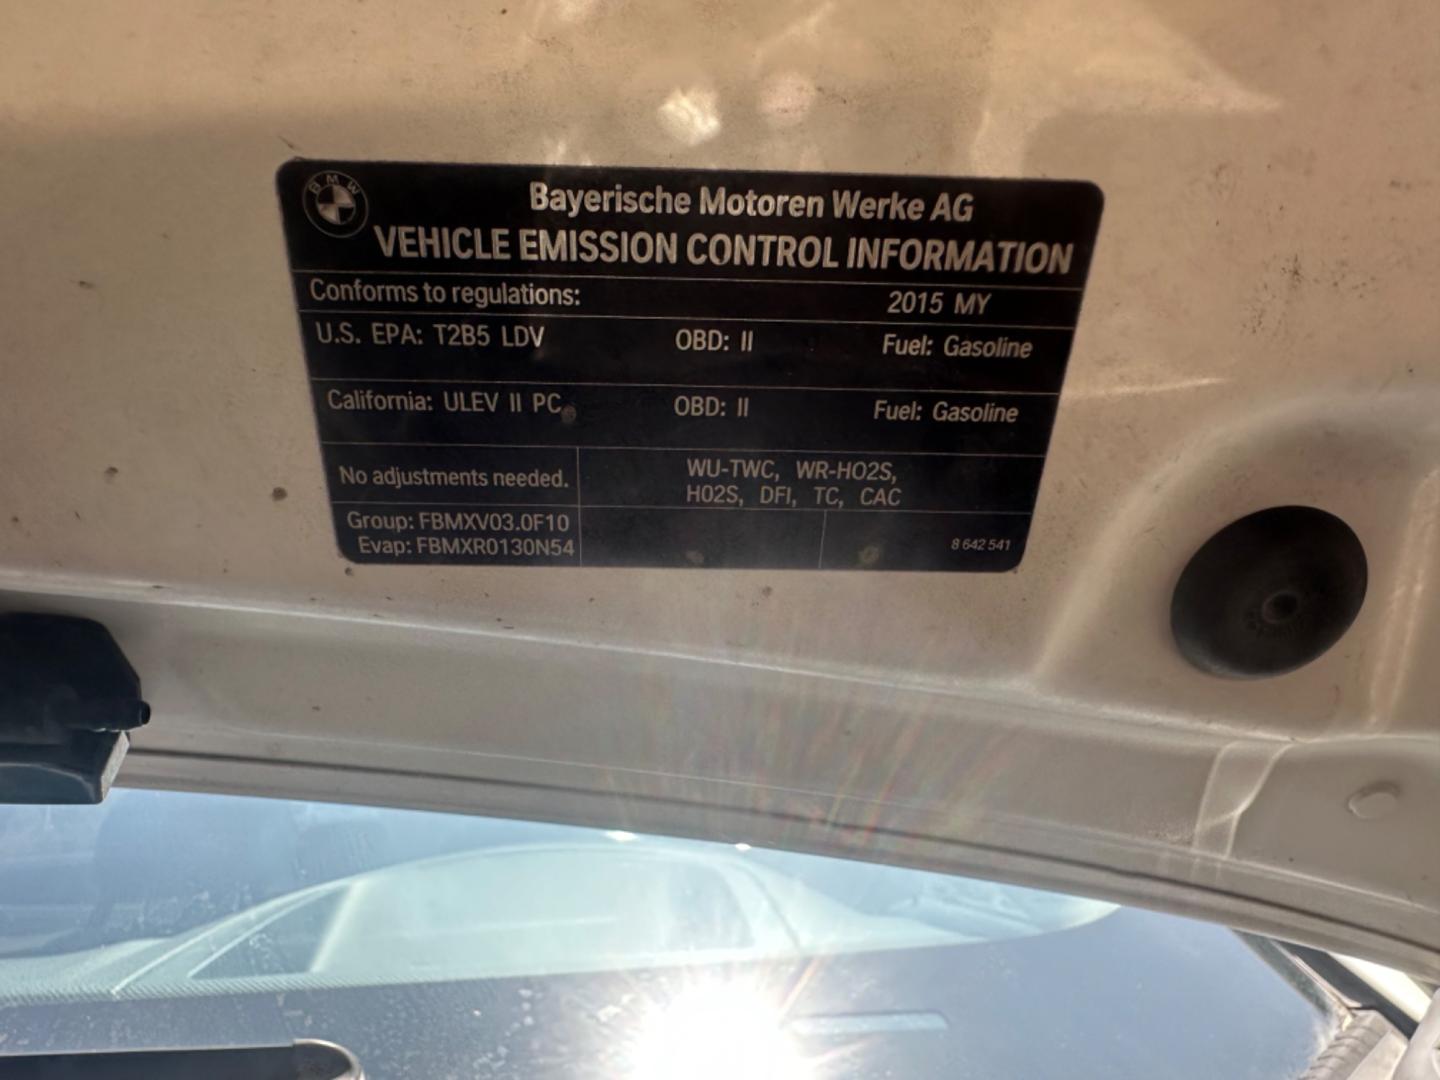 BMW
Bayerische Motoren Werke AG
VEHICLE EMISSION CONTROL INFORMATION
Conforms to regulations: 2015 MY
U.S. EPA: T2B5 LDV OBD: II Fuel: Gasoline
California: ULEV II PC OBD: II Fuel: Gasoline
No adjustments needed.
WU-TWC, WR-HO2S,
H02S, DFI, TC, CAC
Group: FBMXV03.0F10
Evap: FBMXR0130N54
8 642 541